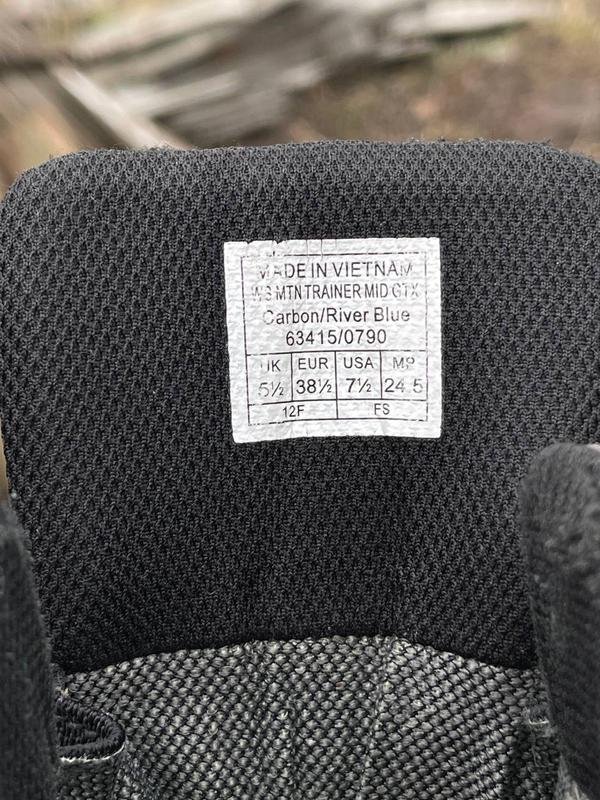 MADE IN VIETNAM
WS MTN TRAINER MID GTX
Carbon/River Blue
63415/0790
UK EUR USA MP
5½ 38½ 7½ 24 5
12F FS